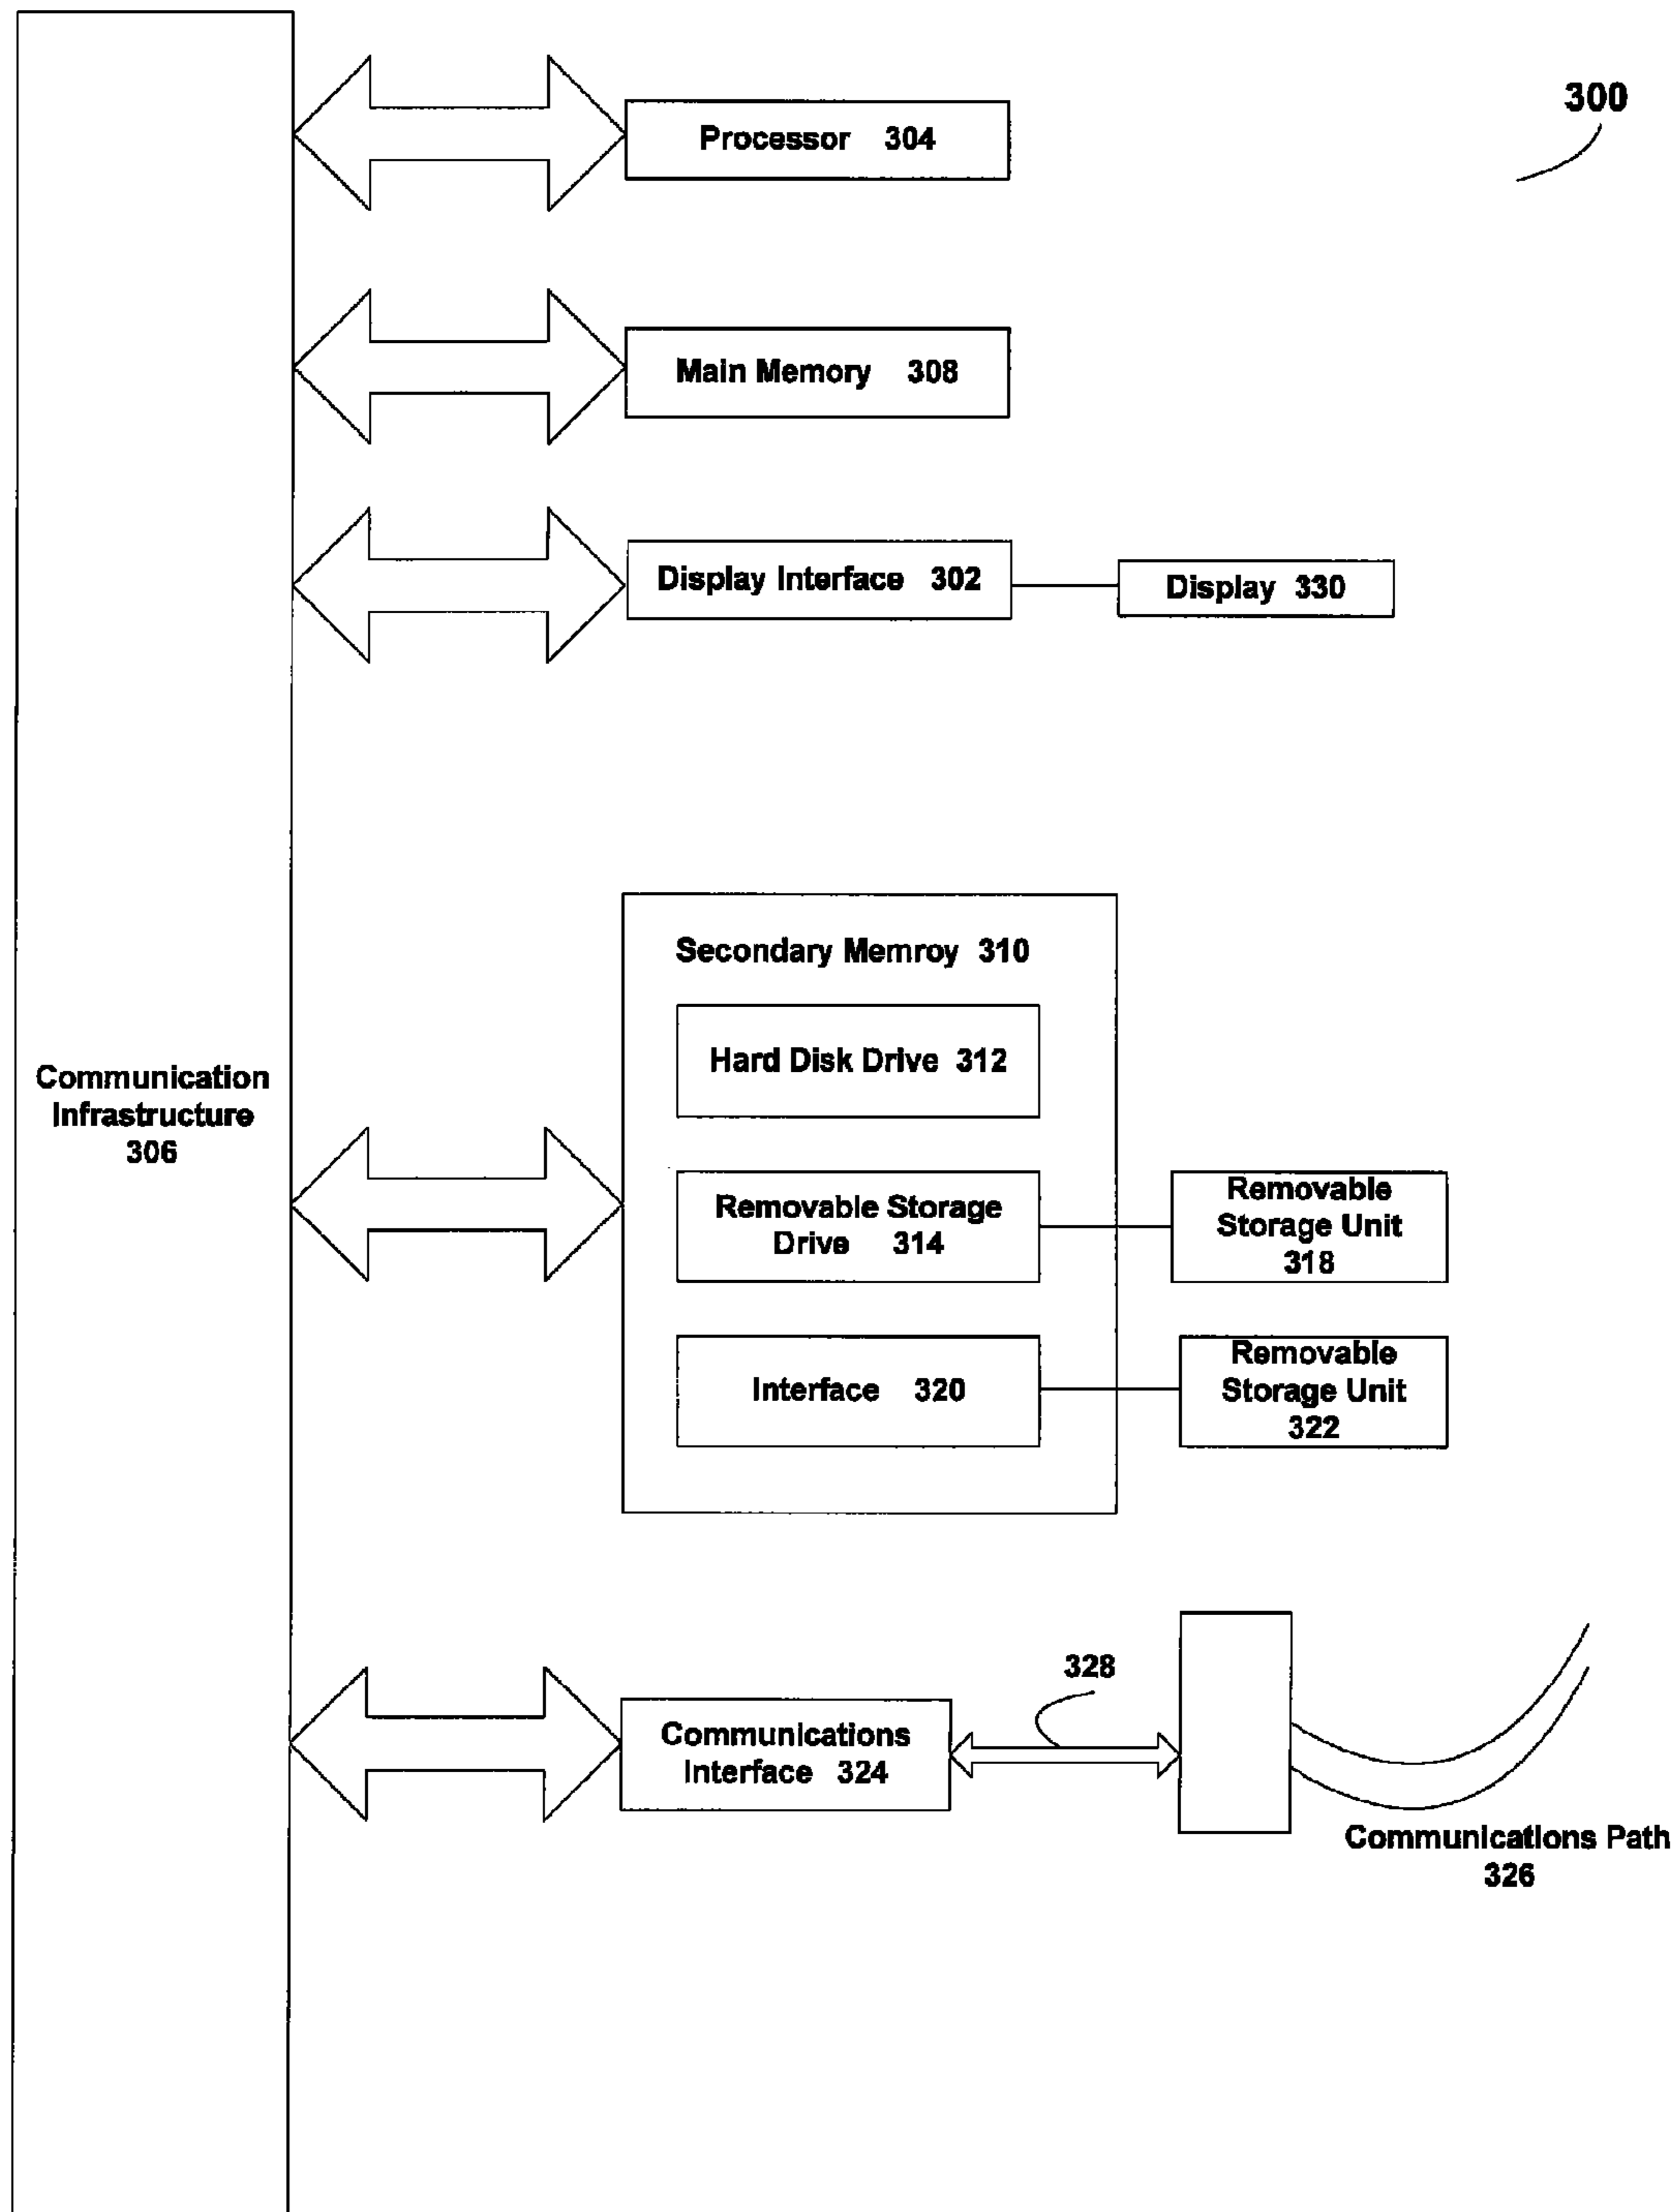 300
Processor 304
Main Memory 308
Display Interface 302
Display 330
Secondary Memroy 310
Hard Disk Drive 312
Communication
Infrastructure
306
Removable Storage
Drive 314
Removable
Storage Unit
318
Interface 320
Removable
Storage Unit
322
328
Communications
Interface 324
Communications Path
326